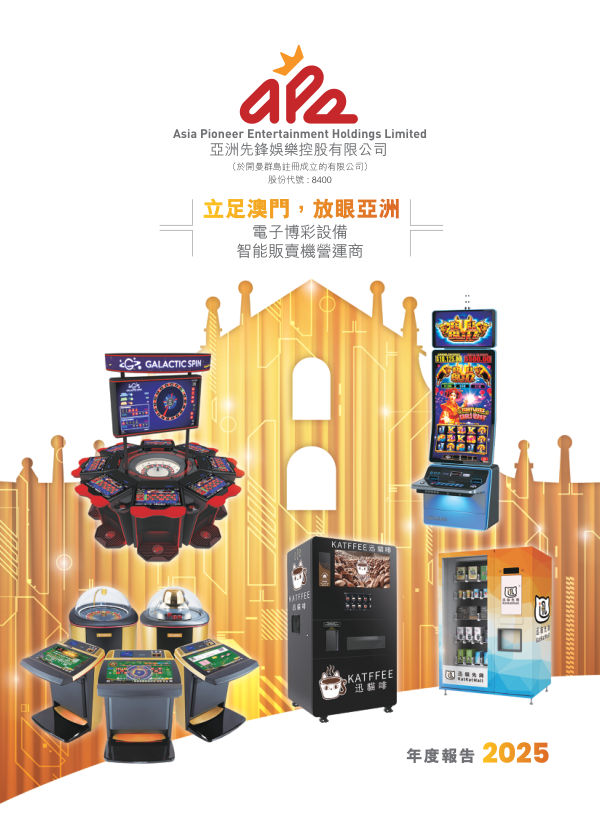 APE
Asia Pioneer Entertainment Holdings Limited
亞洲先鋒娛樂控股有限公司
（於開曼群島註冊成立的有限公司）
股份代號 : 8400
立足澳門，放眼亞洲
電子博彩設備
智能販賣機營運商
GALACTIC SPIN
KATFFEE 迅貓啡
KATFFEE
迅貓啡
KATFFEE
迅貓啡
KatKatMall
年度報告 2025